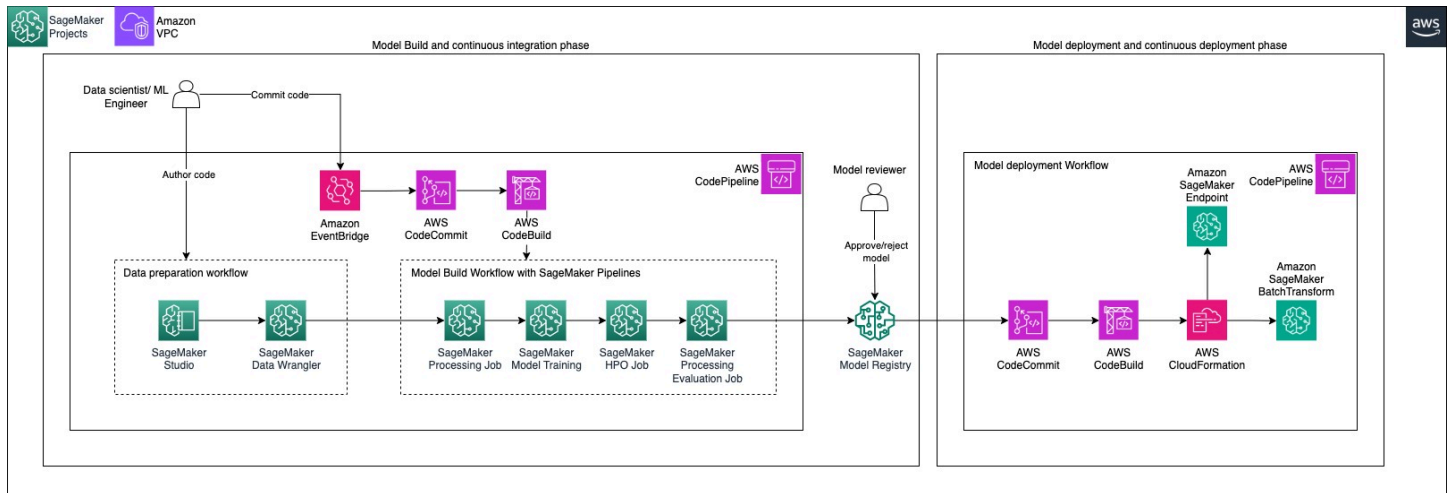 SageMaker
Projects
Amazon
VPC
aws
Model Build and continuous integration phase
Model deployment and continuous deployment phase
Data scientist/ ML
Engineer
Commit code
Author code
AWS
CodePipeline
Amazon
EventBridge
AWS
CodeCommit
AWS
CodeBuild
Data preparation workflow
SageMaker
Studio
SageMaker
Data Wrangler
Model Build Workflow with SageMaker Pipelines
SageMaker
Processing Job
SageMaker
Model Training
SageMaker
HPO Job
SageMaker
Processing
Evaluation Job
Model reviewer
Approve/reject
model
SageMaker
Model Registry
Model deployment Workflow
AWS
CodePipeline
Amazon
SageMaker
Endpoint
Amazon
SageMaker
BatchTransform
AWS
CodeCommit
AWS
CodeBuild
AWS
CloudFormation